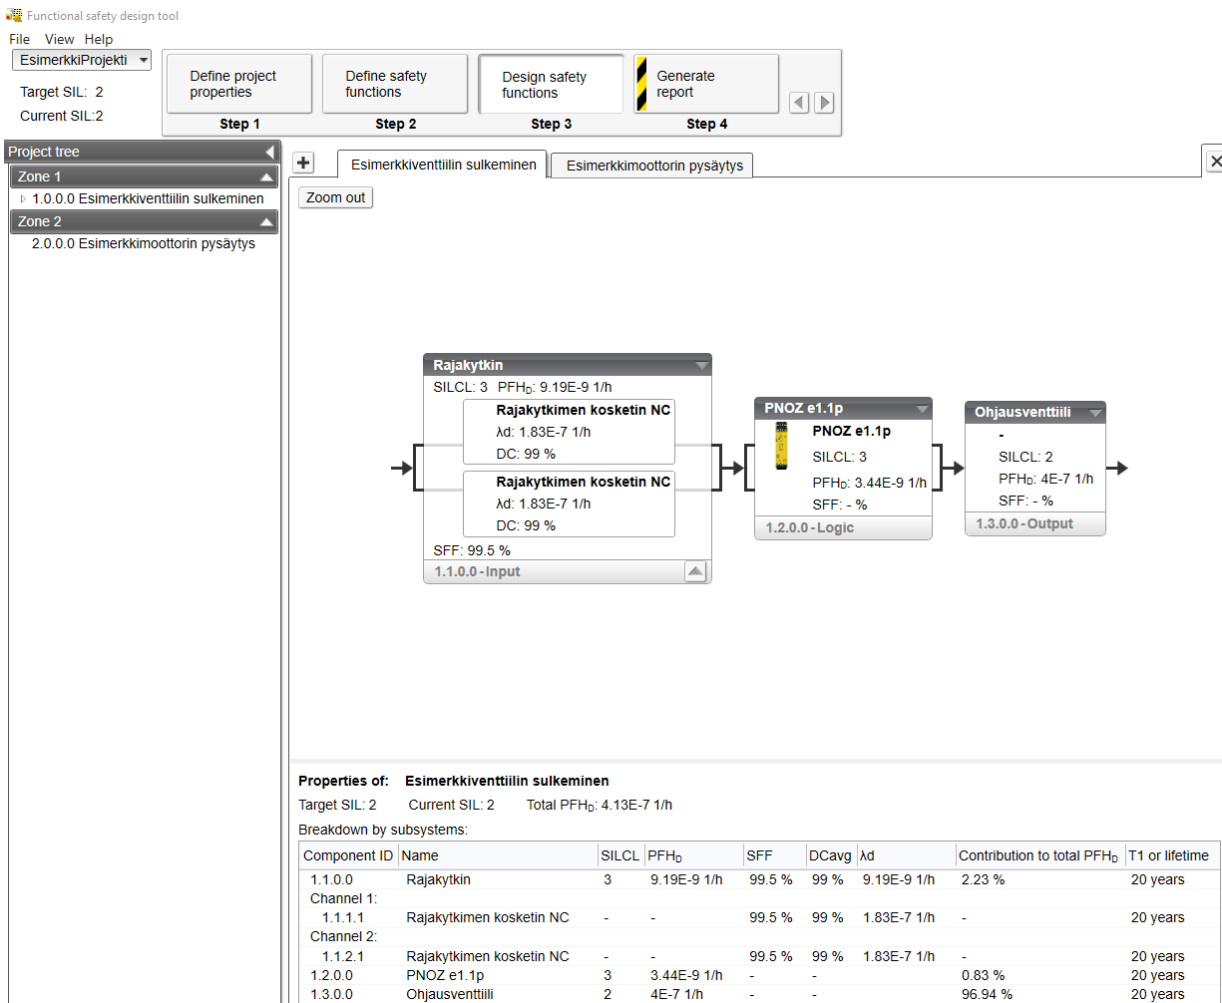 Functional safety design tool
File View Help
EsimerkkiProjekti
Target SIL: 2
Current SIL:2
Define project properties
Step 1
Define safety functions
Step 2
Design safety functions
Step 3
Generate report
Step 4
Project tree
Zone 1
1.0.0.0 Esimerkkiventtiilin sulkeminen
Zone 2
2.0.0.0 Esimerkkimoottorin pysäytys
Esimerkkiventtiilin sulkeminen
Esimerkkimoottorin pysäytys
Zoom out
Rajakytkin
SILCL: 3 PFHD: 9.19E-9 1/h
Rajakytkimen kosketin NC
λd: 1.83E-7 1/h
DC: 99 %
Rajakytkimen kosketin NC
λd: 1.83E-7 1/h
DC: 99 %
SFF: 99.5 %
1.1.0.0 - Input
PNOZ e1.1p
PNOZ e1.1p
SILCL: 3
PFHD: 3.44E-9 1/h
SFF: - %
1.2.0.0 - Logic
Ohjausventtiili
-
SILCL: 2
PFHD: 4E-7 1/h
SFF: - %
1.3.0.0 - Output
Properties of: Esimerkkiventtiilin sulkeminen
Target SIL: 2 Current SIL: 2 Total PFHD: 4.13E-7 1/h
Breakdown by subsystems:
Component ID Name SILCL PFHD SFF DCavg λd Contribution to total PFHD T1 or lifetime
1.1.0.0 Rajakytkin 3 9.19E-9 1/h 99.5 % 99 % 9.19E-9 1/h 2.23 % 20 years
Channel 1:
1.1.1.1 Rajakytkimen kosketin NC - - 99.5 % 99 % 1.83E-7 1/h - 20 years
Channel 2:
1.1.2.1 Rajakytkimen kosketin NC - - 99.5 % 99 % 1.83E-7 1/h - 20 years
1.2.0.0 PNOZ e1.1p 3 3.44E-9 1/h - - 0.83 % 20 years
1.3.0.0 Ohjausventtiili 2 4E-7 1/h - - 96.94 % 20 years